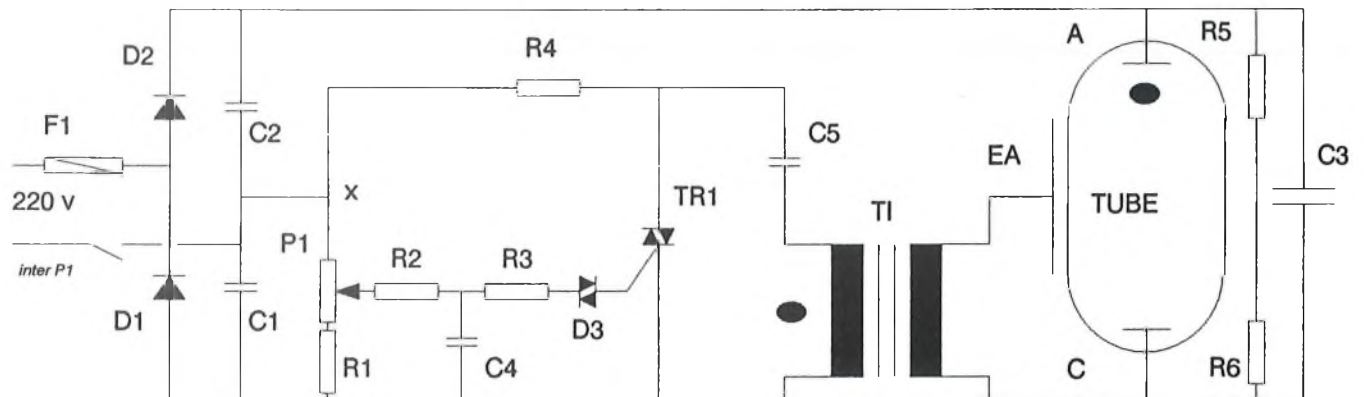 D2
R4
A
R5
F1
C2
C5
EA
C3
220 v
x
TR1
TI
TUBE
P1
R2
R3
inter P1
D1
C1
D3
R1
C4
C
R6